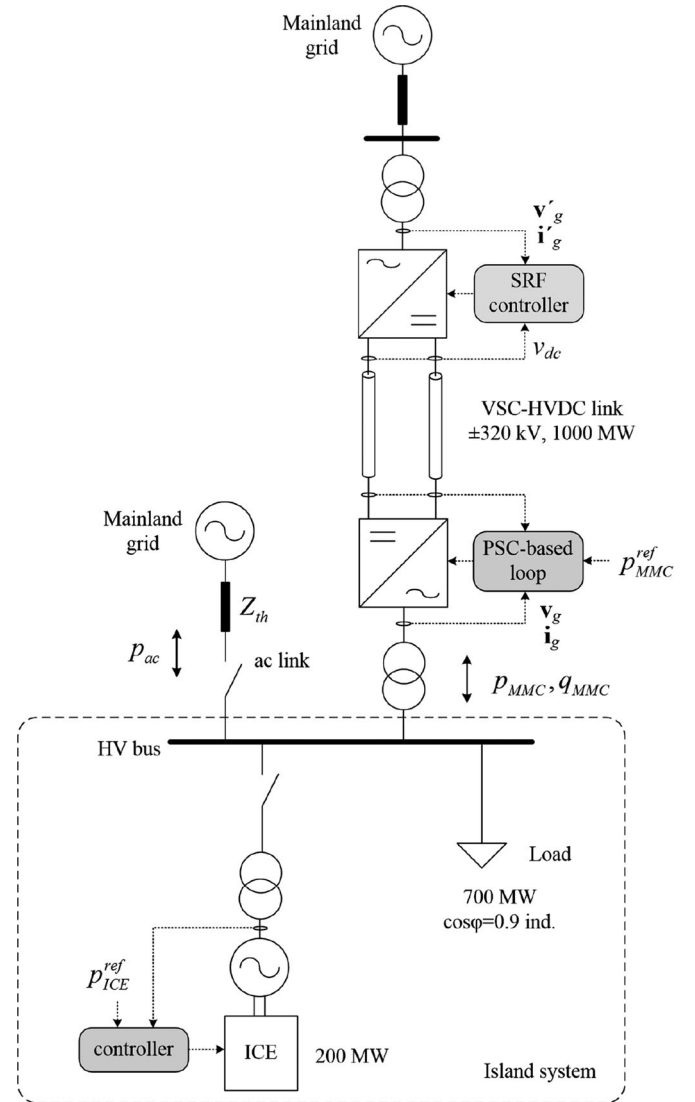 Mainland
grid
v´g
i´g
SRF
controller
vdc
VSC-HVDC link
±320 kV, 1000 MW
Mainland
grid
PSC-based
loop
p ref MMC
Zth
vg
ig
pac
ac link
pMMC, qMMC
HV bus
Load
700 MW
cosφ=0.9 ind.
p ref ICE
controller
ICE
200 MW
Island system